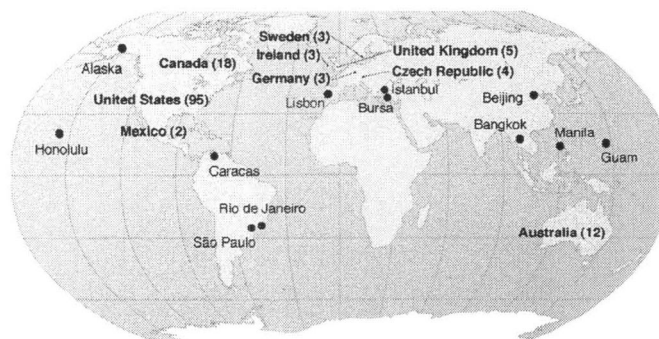 Sweden (3)
Ireland (3)
United Kingdom (5)
Alaska
Canada (18)
Germany (3)
Czech Republic (4)
United States (95)
Lisbon
İstanbul
Bursa
Beijing
Mexico (2)
Honolulu
Bangkok
Manila
Guam
Caracas
Rio de Janeiro
São Paulo
Australia (12)